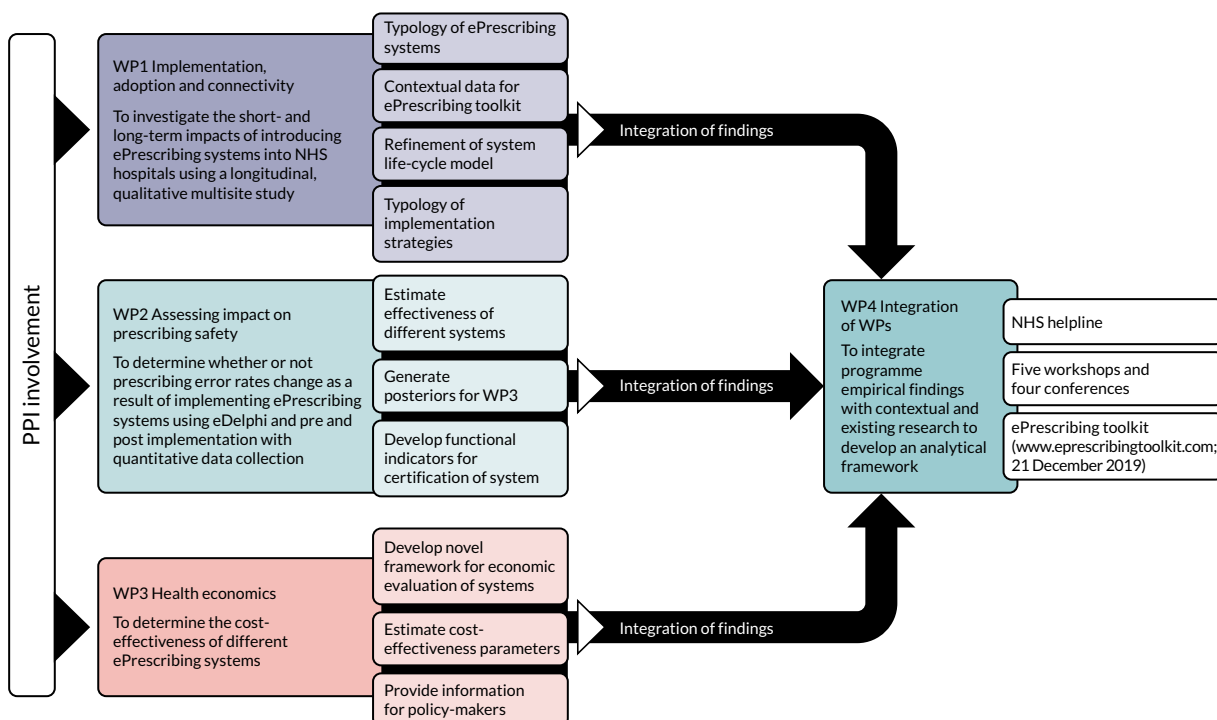 PPI involvement
WP1 Implementation,
adoption and connectivity
To investigate the short- and
long-term impacts of introducing
ePrescribing systems into NHS
hospitals using a longitudinal,
qualitative multisite study
Typology of ePrescribing
systems
Contextual data for
ePrescribing toolkit
Refinement of system
life-cycle model
Typology of
implementation
strategies
Integration of findings
WP2 Assessing impact on
prescribing safety
To determine whether or not
prescribing error rates change as a
result of implementing ePrescribing
systems using eDelphi and pre and
post implementation with
quantitative data collection
Estimate
effectiveness of
different systems
Generate
posteriors for WP3
Develop functional
indicators for
certification of system
Integration of findings
WP3 Health economics
To determine the cost-
effectiveness of different
ePrescribing systems
Develop novel
framework for economic
evaluation of systems
Estimate cost-
effectiveness parameters
Provide information
for policy-makers
Integration of findings
WP4 Integration
of WPs
To integrate
programme
empirical findings
with contextual and
existing research to
develop an analytical
framework
NHS helpline
Five workshops and
four conferences
ePrescribing toolkit
(www.eprescribingtoolkit.com;
21 December 2019)